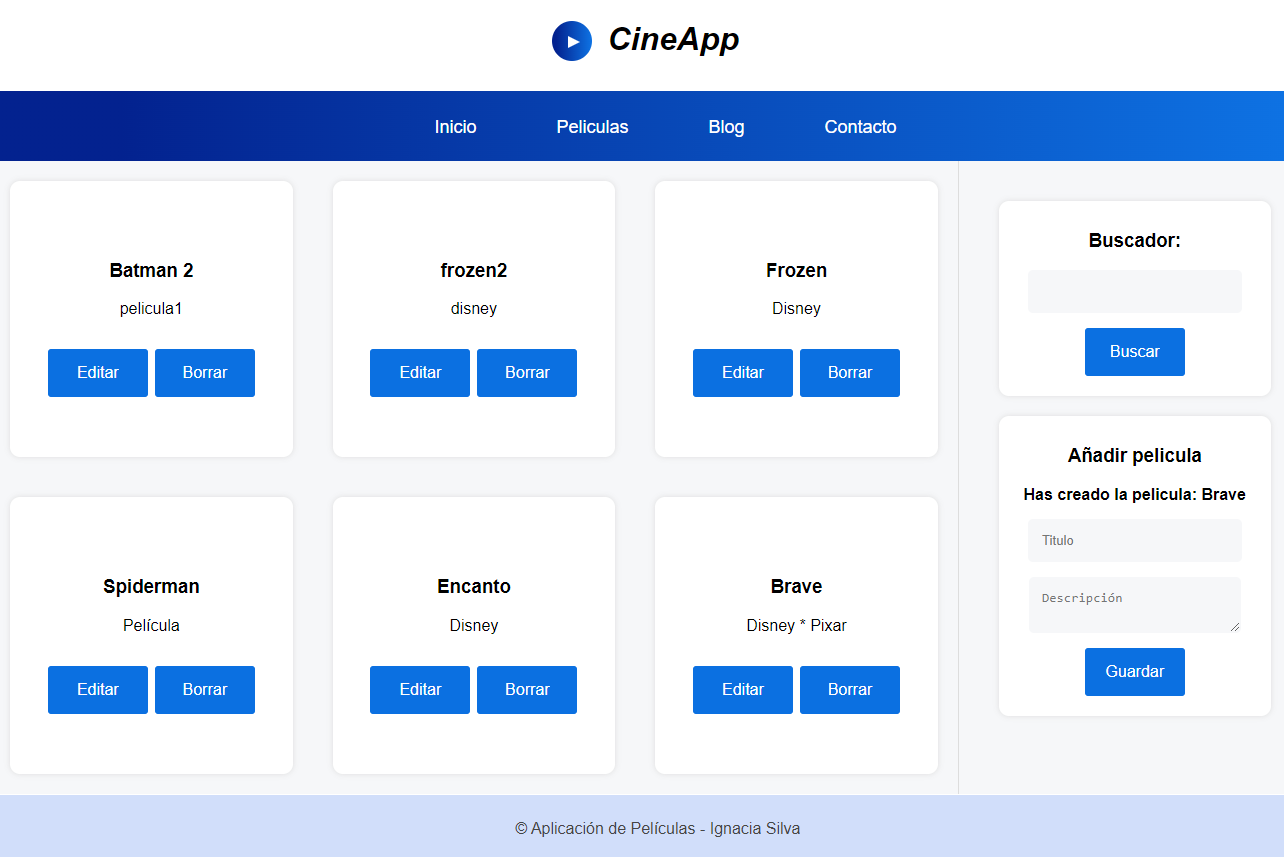 CineApp
Inicio Peliculas Blog Contacto
Batman 2
pelicula1
Editar Borrar
frozen2
disney
Editar Borrar
Frozen
Disney
Editar Borrar
Spiderman
Película
Editar Borrar
Encanto
Disney
Editar Borrar
Brave
Disney * Pixar
Editar Borrar
Buscador:
Buscar
Añadir pelicula
Has creado la pelicula: Brave
Titulo
Descripción
Guardar
© Aplicación de Películas - Ignacia Silva